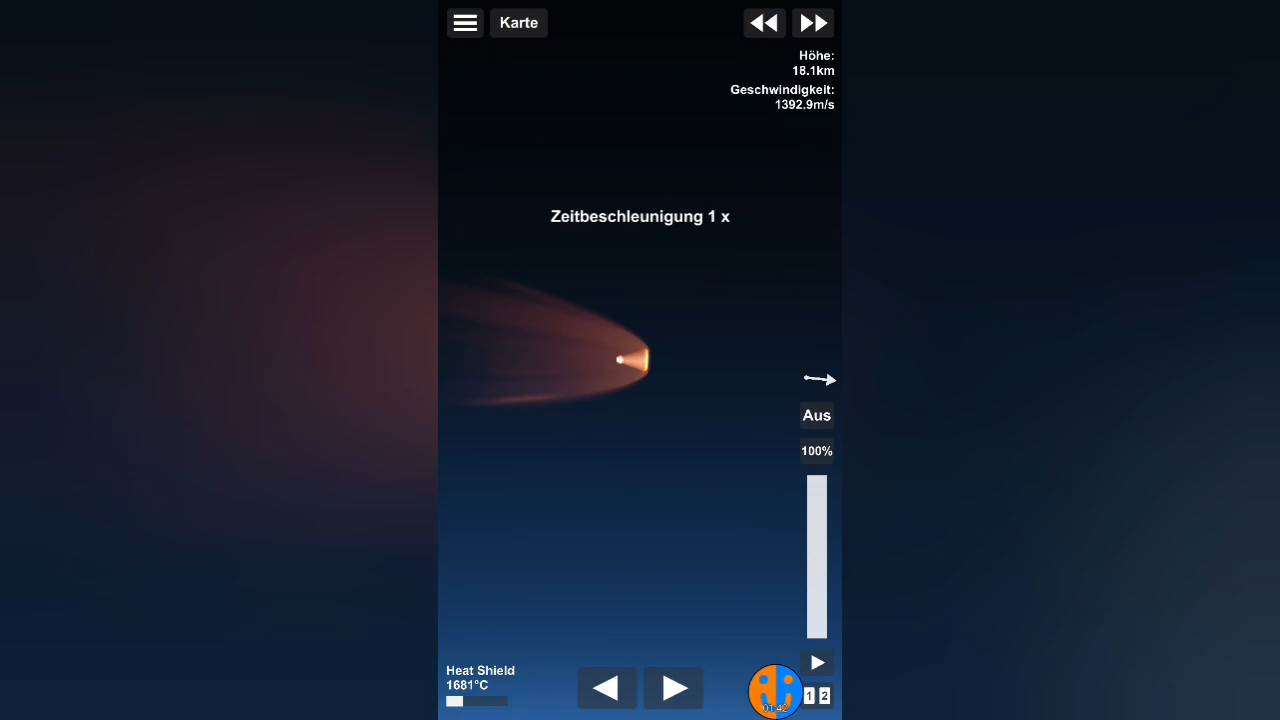 Karte
Höhe:
18.1km
Geschwindigkeit:
1392.9m/s
Zeitbeschleunigung 1 x
Aus
100%
Heat Shield
1681°C
01:42
1 2